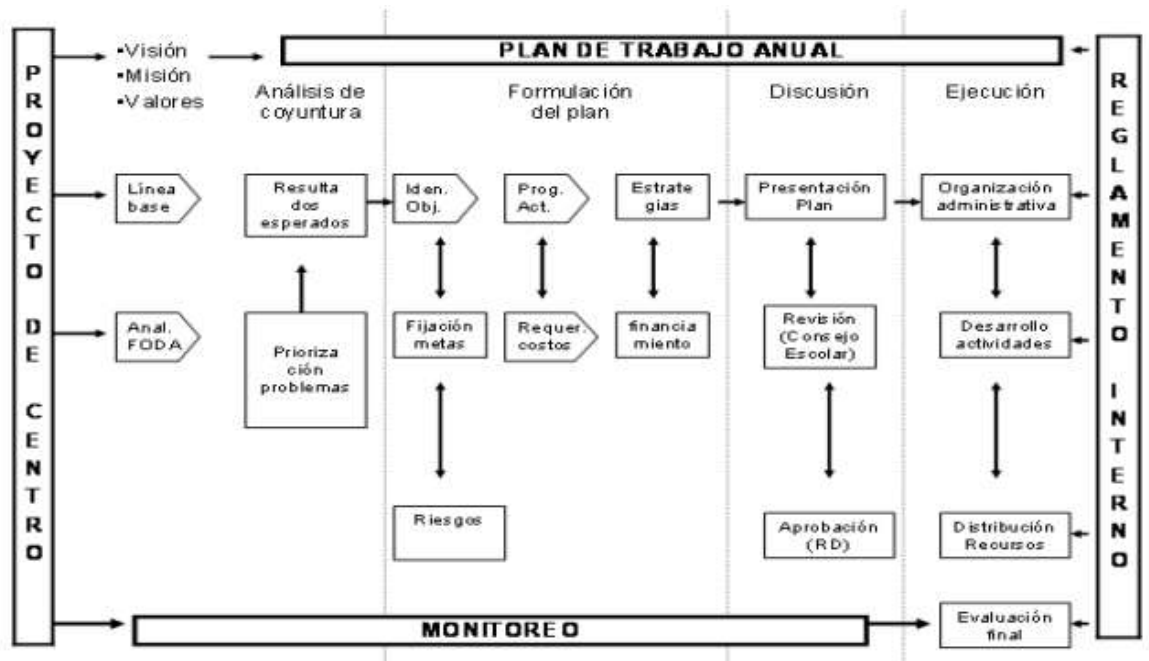 PROYECTO DE CENTRO
▪Visión
▪Misión
▪Valores
PLAN DE TRABAJO ANUAL
REGLAMENTO INTERNO
Análisis de
coyuntura
Formulación
del plan
Discusión
Ejecución
Línea
base
Resulta
dos
esperados
Iden.
Obj.
Prog.
Act.
Estrate
gias
Presentación
Plan
Organización
administrativa
Anal.
FODA
Prioriza
ción
problemas
Fijación
metas
Requer.
costos
financia
miento
Revisión
(Consejo
Escolar)
Desarrollo
actividades
Riesgos
Aprobación
(RD)
Distribución
Recursos
MONITOREO
Evaluación
final